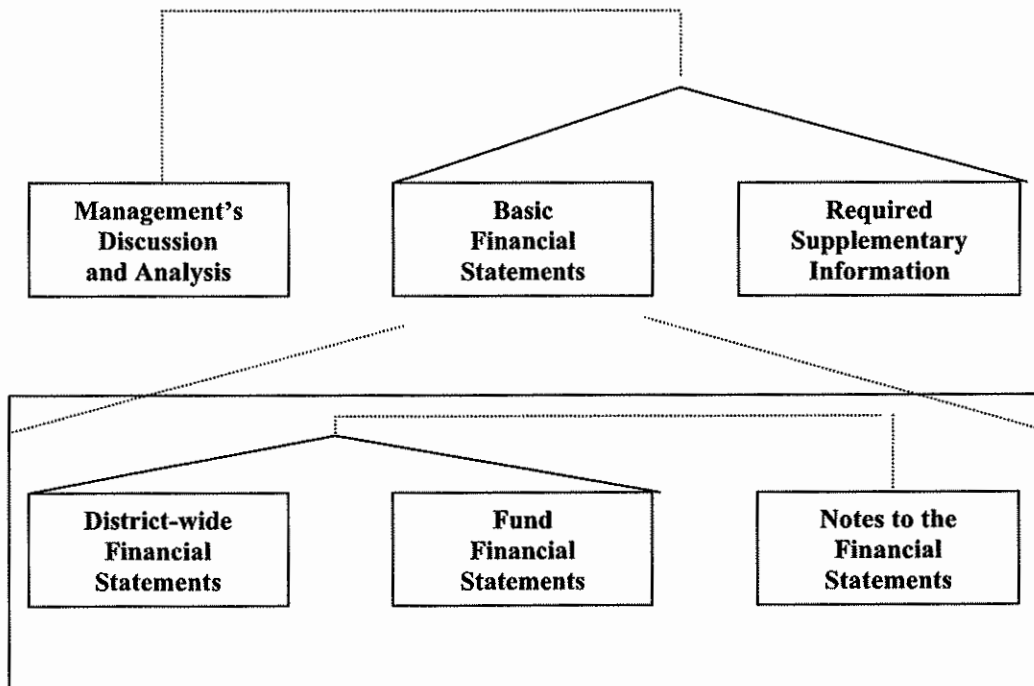 Management's
Discussion
and Analysis
Basic
Financial
Statements
Required
Supplementary
Information
District-wide
Financial
Statements
Fund
Financial
Statements
Notes to the
Financial
Statements